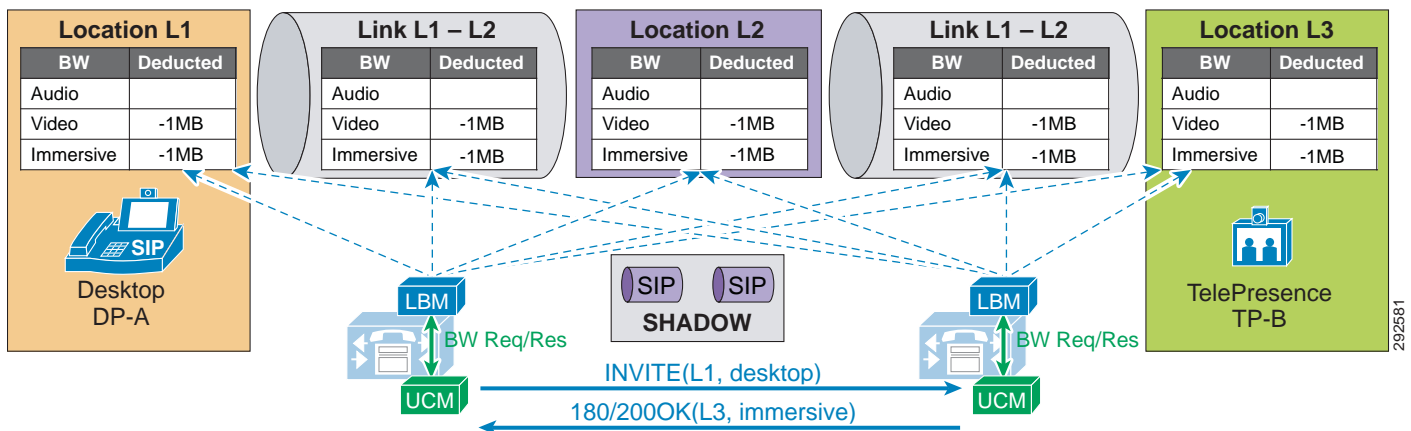 Location L1
BW Deducted
Audio
Video -1MB
Immersive -1MB
Link L1 – L2
BW Deducted
Audio
Video -1MB
Immersive -1MB
Location L2
BW Deducted
Audio
Video -1MB
Immersive -1MB
Link L1 – L2
BW Deducted
Audio
Video -1MB
Immersive -1MB
Location L3
BW Deducted
Audio
Video -1MB
Immersive -1MB
SIP
Desktop
DP-A
LBM
BW Req/Res
UCM
SIP SIP
SHADOW
LBM
BW Req/Res
UCM
TelePresence
TP-B
INVITE(L1, desktop)
180/200OK(L3, immersive)
292581